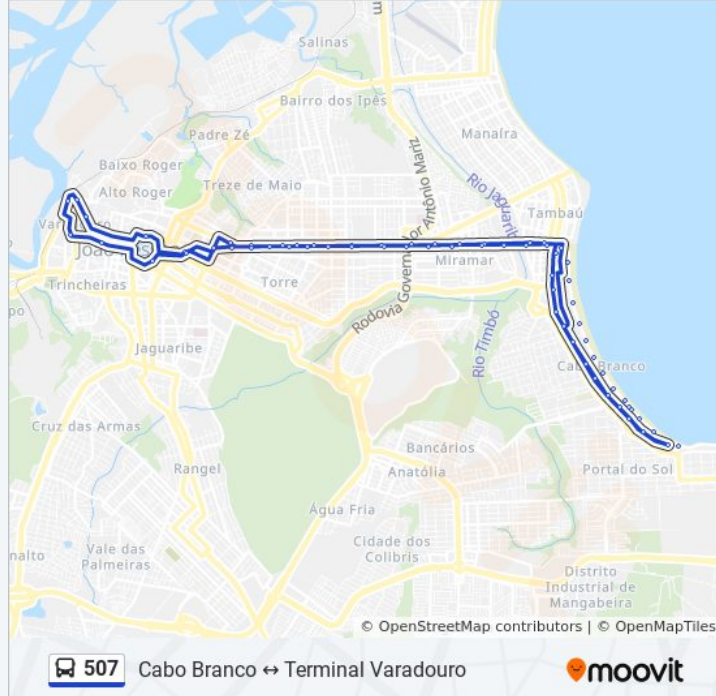 Salinas
Bairro dos Ipês
Padre Zé
Manaíra
Baixo Roger
Treze de Maio
Alto Roger
Rio Jag
Tambaú
Rodovia Governador Antônio Mariz
Miramar
Torre
Trincheiras
Rio Timbó
Jaguaribe
Cabo Branco
Cruz das Armas
Bancários
Rangel
Anatólia
Portal do Sol
Água Fria
Cidade dos
Colibris
Vale das
Palmeiras
Distrito
Industrial de
Mangabeira
© OpenStreetMap contributors | © OpenMapTiles
507 Cabo Branco ↔ Terminal Varadouro
moovit